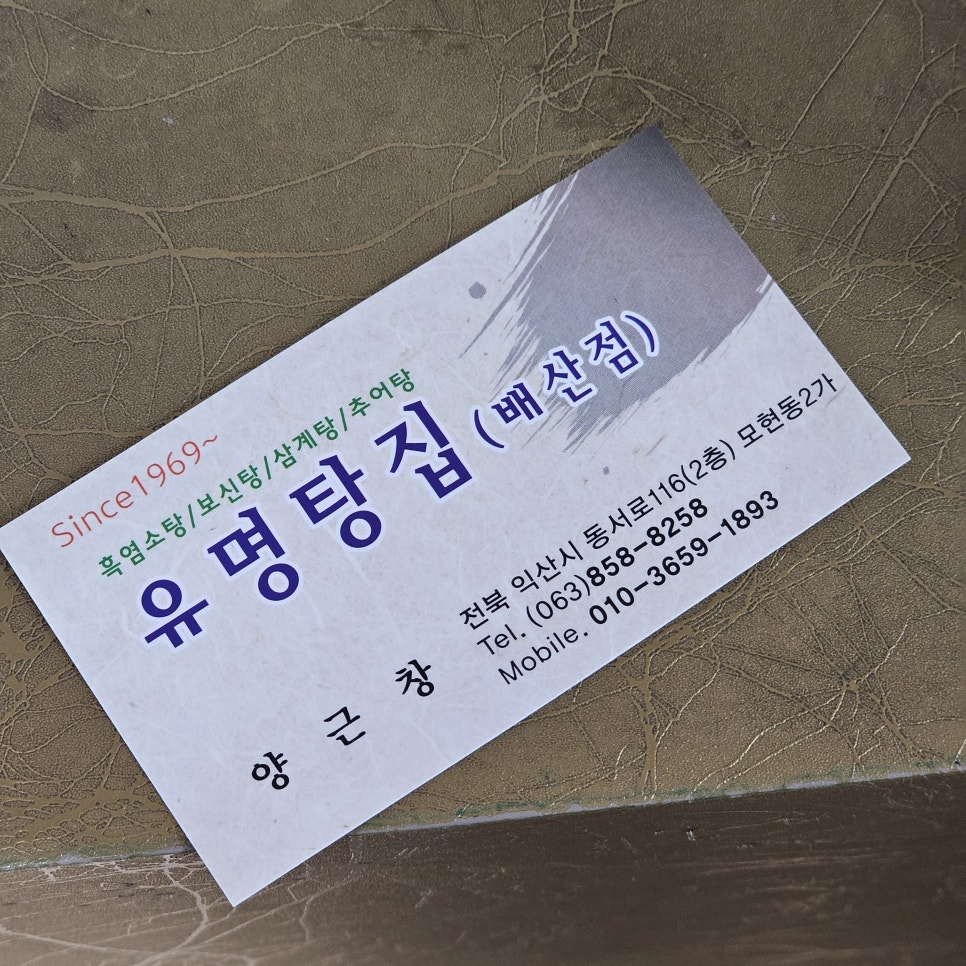 Since1969~
흑염소탕/보신탕/삼계탕/추어탕
유명탕집(배산점)
전북 익산시 동서로116(2층) 모현동2가
Tel. (063)858-8258
Mobile. 010-3659-1893
양 근 창